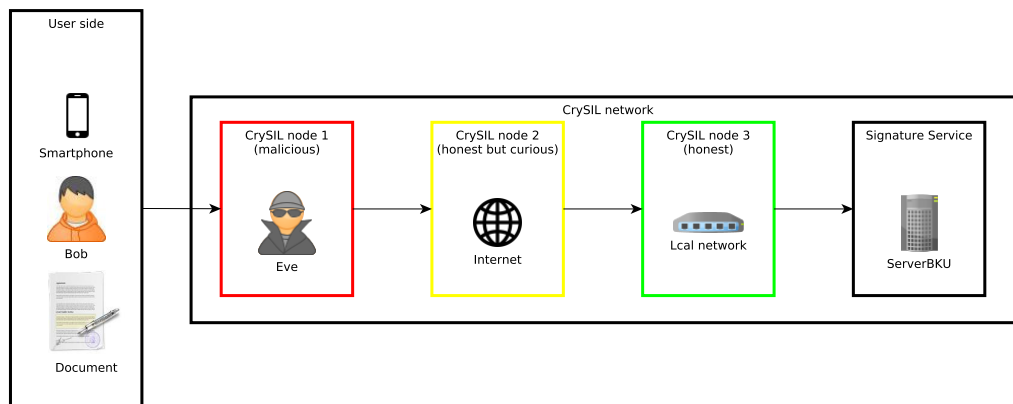 User side
Smartphone
Bob
Document
CrySIL network
CrySIL node 1
(malicious)
Eve
CrySIL node 2
(honest but curious)
Internet
CrySIL node 3
(honest)
Lcal network
Signature Service
ServerBKU